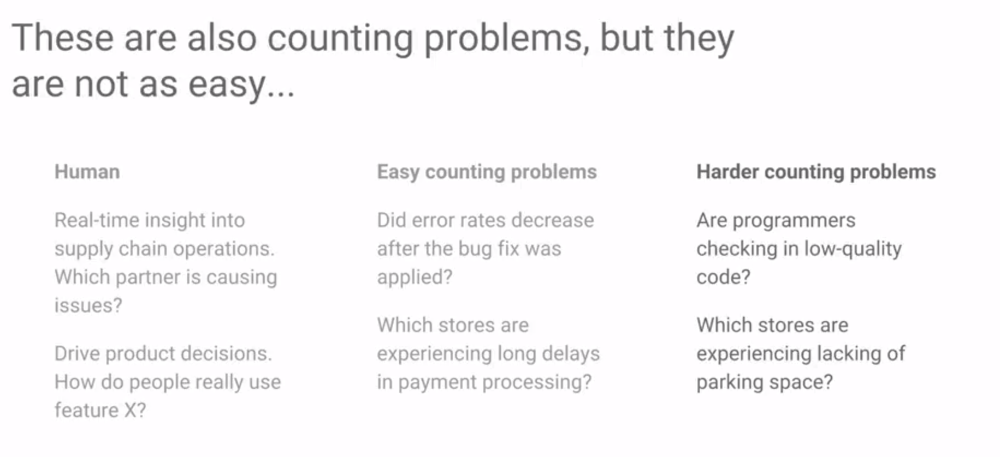 These are also counting problems, but they
are not as easy...
Human
Real-time insight into
supply chain operations.
Which partner is causing
issues?
Drive product decisions.
How do people really use
feature X?
Easy counting problems
Did error rates decrease
after the bug fix was
applied?
Which stores are
experiencing long delays
in payment processing?
Harder counting problems
Are programmers
checking in low-quality
code?
Which stores are
experiencing lacking of
parking space?